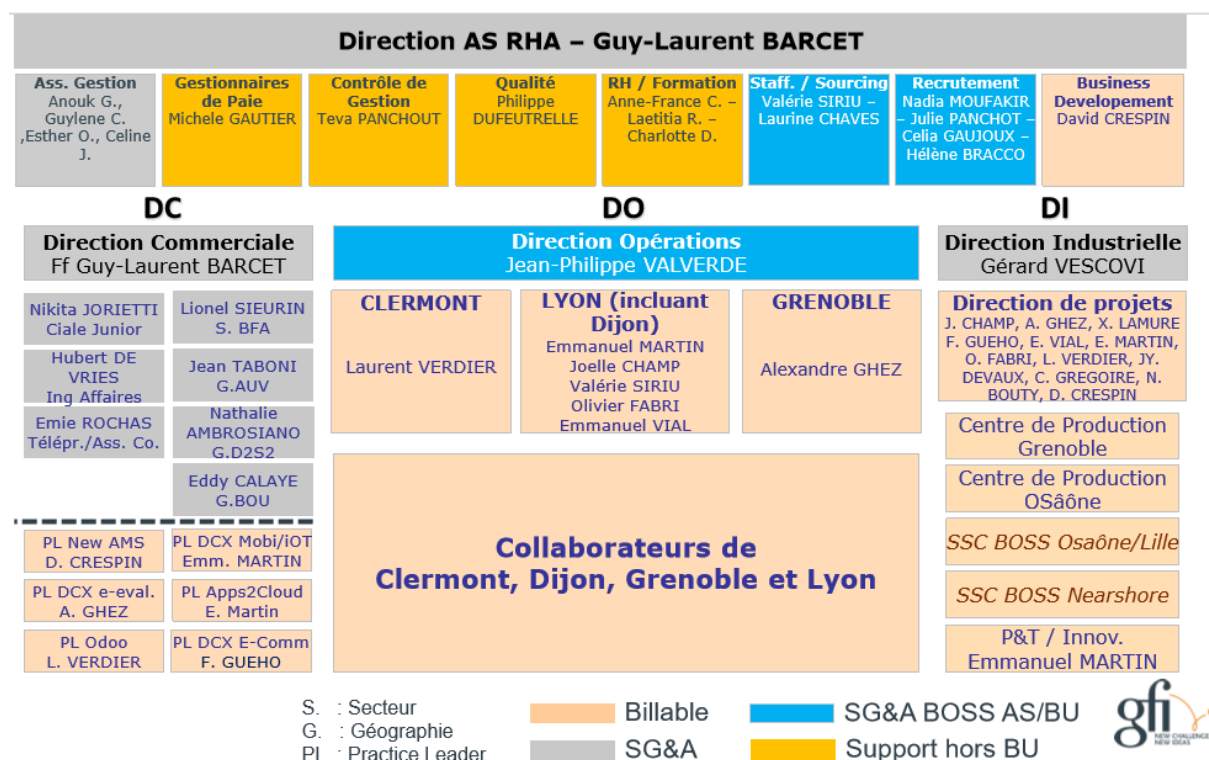 Direction AS RHA – Guy-Laurent BARCET
Ass. Gestion
Anouk G.,
Guylene C.
,Esther O., Celine
J.
Gestionnaires
de Paie
Michele GAUTIER
Contrôle de
Gestion
Teva PANCHOUT
Qualité
Philippe
DUFEUTRELLE
RH / Formation
Anne-France C. –
Laetitia R. –
Charlotte D.
Staff. / Sourcing
Valérie SIRIU –
Laurine CHAVES
Recrutement
Nadia MOUFAKIR
– Julie PANCHOT –
Celia GAUJOUX –
Hélène BRACCO
Business
Developement
David CRESPIN
DC
Direction Commerciale
Ff Guy-Laurent BARCET
Nikita JORIETTI
Ciale Junior
Lionel SIEURIN
S. BFA
Hubert DE
VRIES
Ing Affaires
Jean TABONI
G.AUV
Emie ROCHAS
Télépr./Ass. Co.
Nathalie
AMBROSIANO
G.D2S2
Eddy CALAYE
G.BOU
PL New AMS
D. CRESPIN
PL DCX Mobi/iOT
Emm. MARTIN
PL DCX e-eval.
A. GHEZ
PL Apps2Cloud
E. Martin
PL Odoo
L. VERDIER
PL DCX E-Comm
F. GUEHO
DO
Direction Opérations
Jean-Philippe VALVERDE
CLERMONT
Laurent VERDIER
LYON (incluant
Dijon)
Emmanuel MARTIN
Joelle CHAMP
Valérie SIRIU
Olivier FABRI
Emmanuel VIAL
GRENOBLE
Alexandre GHEZ
Collaborateurs de
Clermont, Dijon, Grenoble et Lyon
DI
Direction Industrielle
Gérard VESCOVI
Direction de projets
J. CHAMP, A. GHEZ, X. LAMURE
F. GUEHO, E. VIAL, E. MARTIN,
O. FABRI, L. VERDIER, JY.
DEVAUX, C. GREGOIRE, N.
BOUTY, D. CRESPIN
Centre de Production
Grenoble
Centre de Production
OSâône
SSC BOSS Osaône/Lille
SSC BOSS Nearshore
P&T / Innov.
Emmanuel MARTIN
S. : Secteur
G. : Géographie
PL : Practice Leader
Billable
SG&A
SG&A BOSS AS/BU
Support hors BU
gfi
NEW CHALLENGES
NEW IDEAS